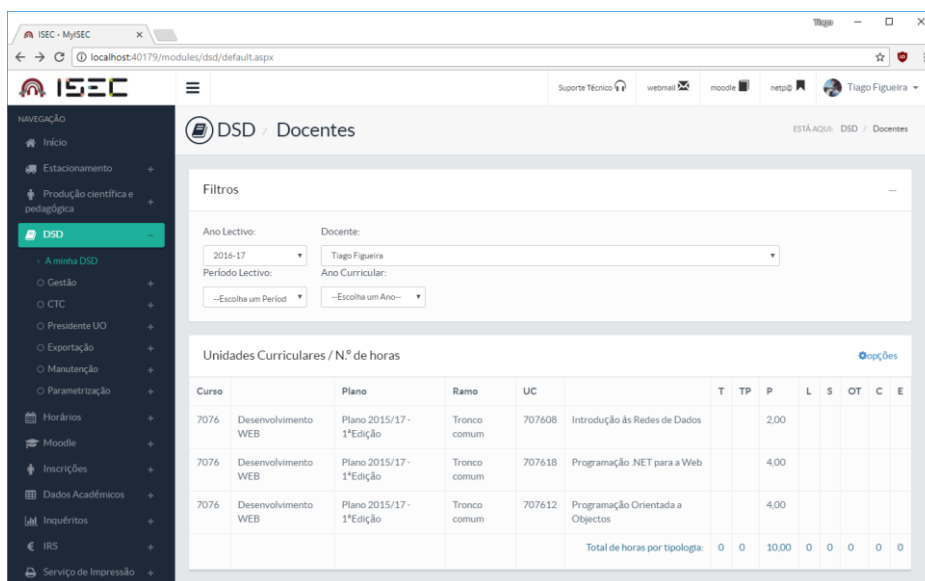 ISEC - MyISEC
Tiago
localhost:40179/modules/dsd/default.aspx
ISEC
Suporte Técnico webmail moodle netp@ Tiago Figueira
NAVEGAÇÃO
Início
Estacionamento +
Produção científica e pedagógica +
DSD −
A minha DSD
Gestão +
CTC +
Presidente UO +
Exportação +
Manutenção +
Parametrização +
Horários +
Moodle +
Inscrições +
Dados Académicos +
Inquéritos +
IRS +
Serviço de Impressão +
DSD / Docentes
ESTÁ AQUI: DSD / Docentes
Filtros
Ano Lectivo: Docente:
2016-17 Tiago Figueira
Período Lectivo: Ano Curricular:
--Escolha um Períod --Escolha um Ano--
Unidades Curriculares / N.º de horas opções
Curso Plano Ramo UC T TP P L S OT C E
7076 Desenvolvimento WEB Plano 2015/17 - 1ªEdição Tronco comum 707608 Introdução às Redes de Dados 2,00
7076 Desenvolvimento WEB Plano 2015/17 - 1ªEdição Tronco comum 707618 Programação .NET para a Web 4,00
7076 Desenvolvimento WEB Plano 2015/17 - 1ªEdição Tronco comum 707612 Programação Orientada a Objectos 4,00
Total de horas por tipologia: 0 0 10,00 0 0 0 0 0